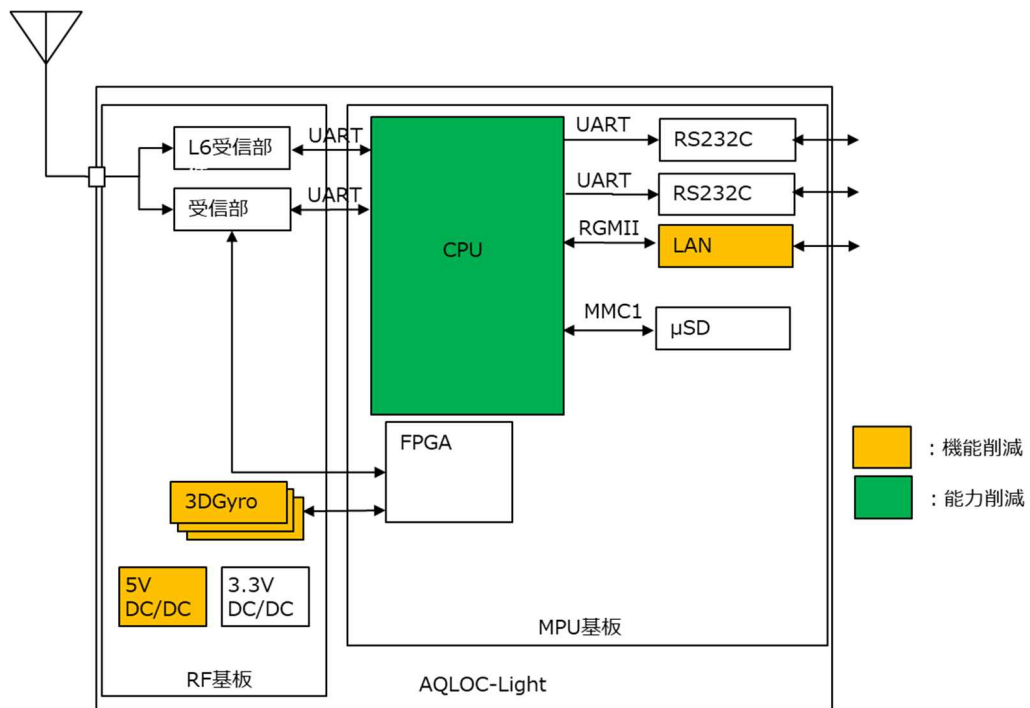 L6受信部
UART
受信部
UART
CPU
UART
RS232C
UART
RS232C
RGMII
LAN
MMC1
μSD
FPGA
3DGyro
5V
DC/DC
3.3V
DC/DC
RF基板
MPU基板
AQLOC-Light
：機能削減
：能力削減